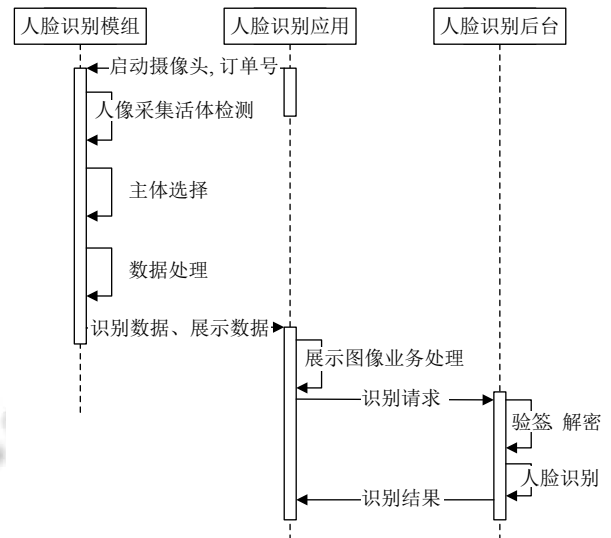 人脸识别模组
人脸识别应用
人脸识别后台
启动摄像头, 订单号
人像采集活体检测
主体选择
数据处理
识别数据、展示数据
展示图像业务处理
识别请求
验签 解密
人脸识别
识别结果